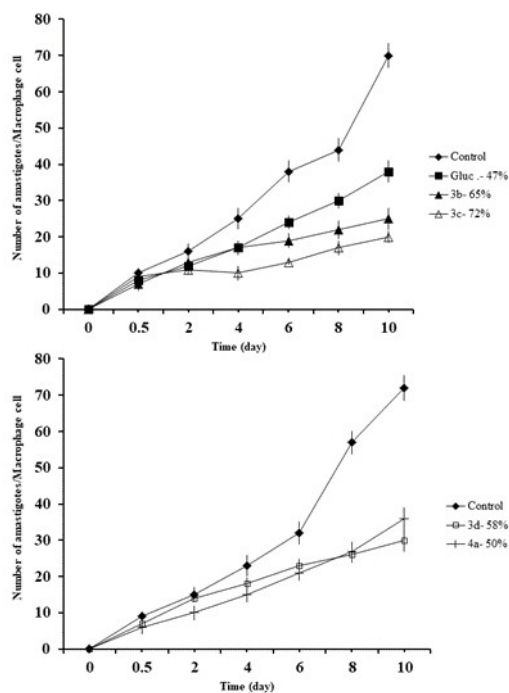 Number of amastigotes/Macrophage cell
80
70
60
50
40
30
20
10
0
0 0.5 2 4 6 8 10
Time (day)
Control
Gluc .- 47%
3b- 65%
3c- 72%
Number of amastigotes/Macrophage cell
80
70
60
50
40
30
20
10
0
0 0.5 2 4 6 8 10
Time (day)
Control
3d- 58%
4a- 50%